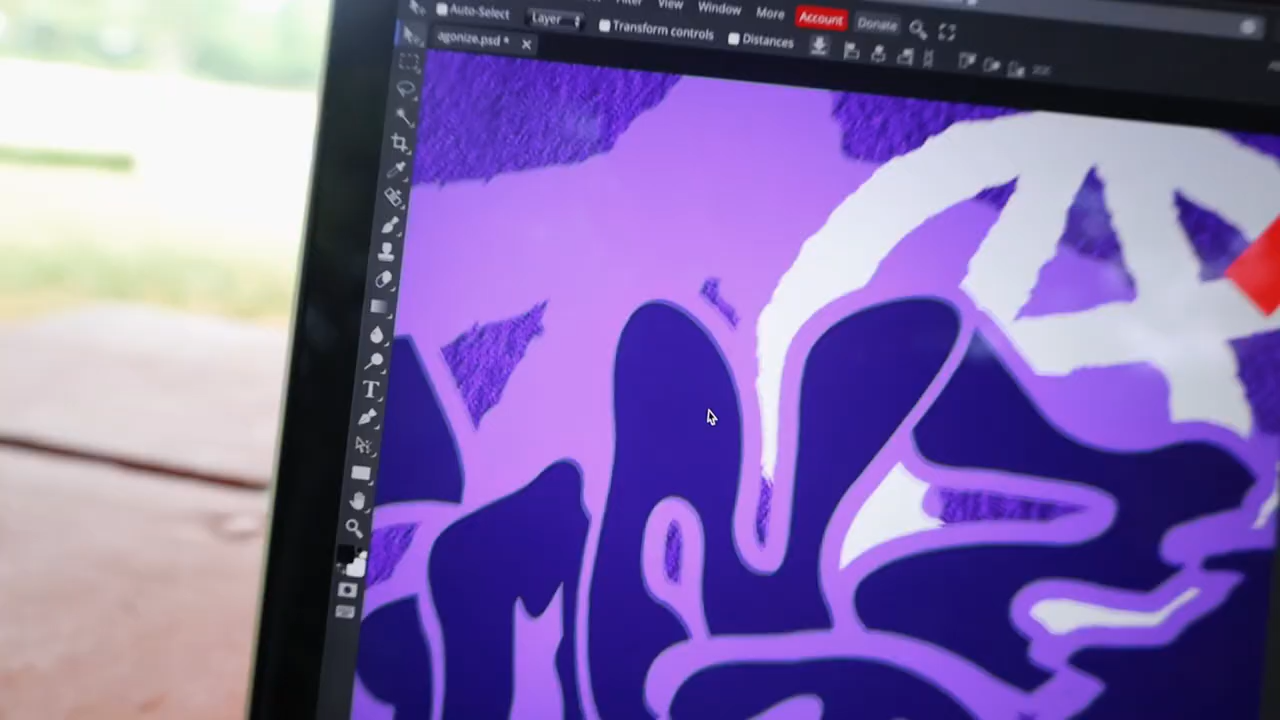 View Window More Account Donate
Auto-Select Layer Transform controls Distances
agonize.psd *
T